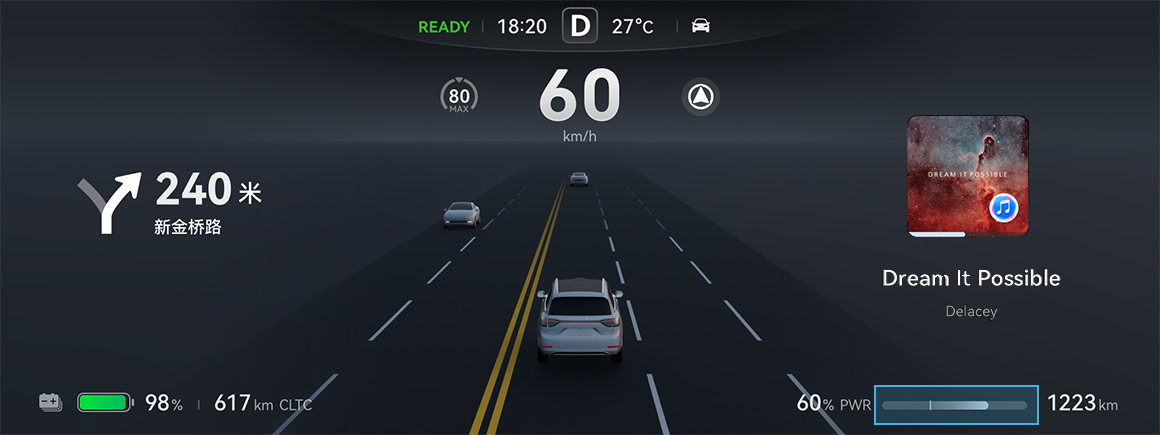 READY 18:20 D 27°C
80
MAX
60
km/h
240 米
新金桥路
DREAM IT POSSIBLE
Dream It Possible
Delacey
98% 617 km CLTC
60% PWR 1223 km